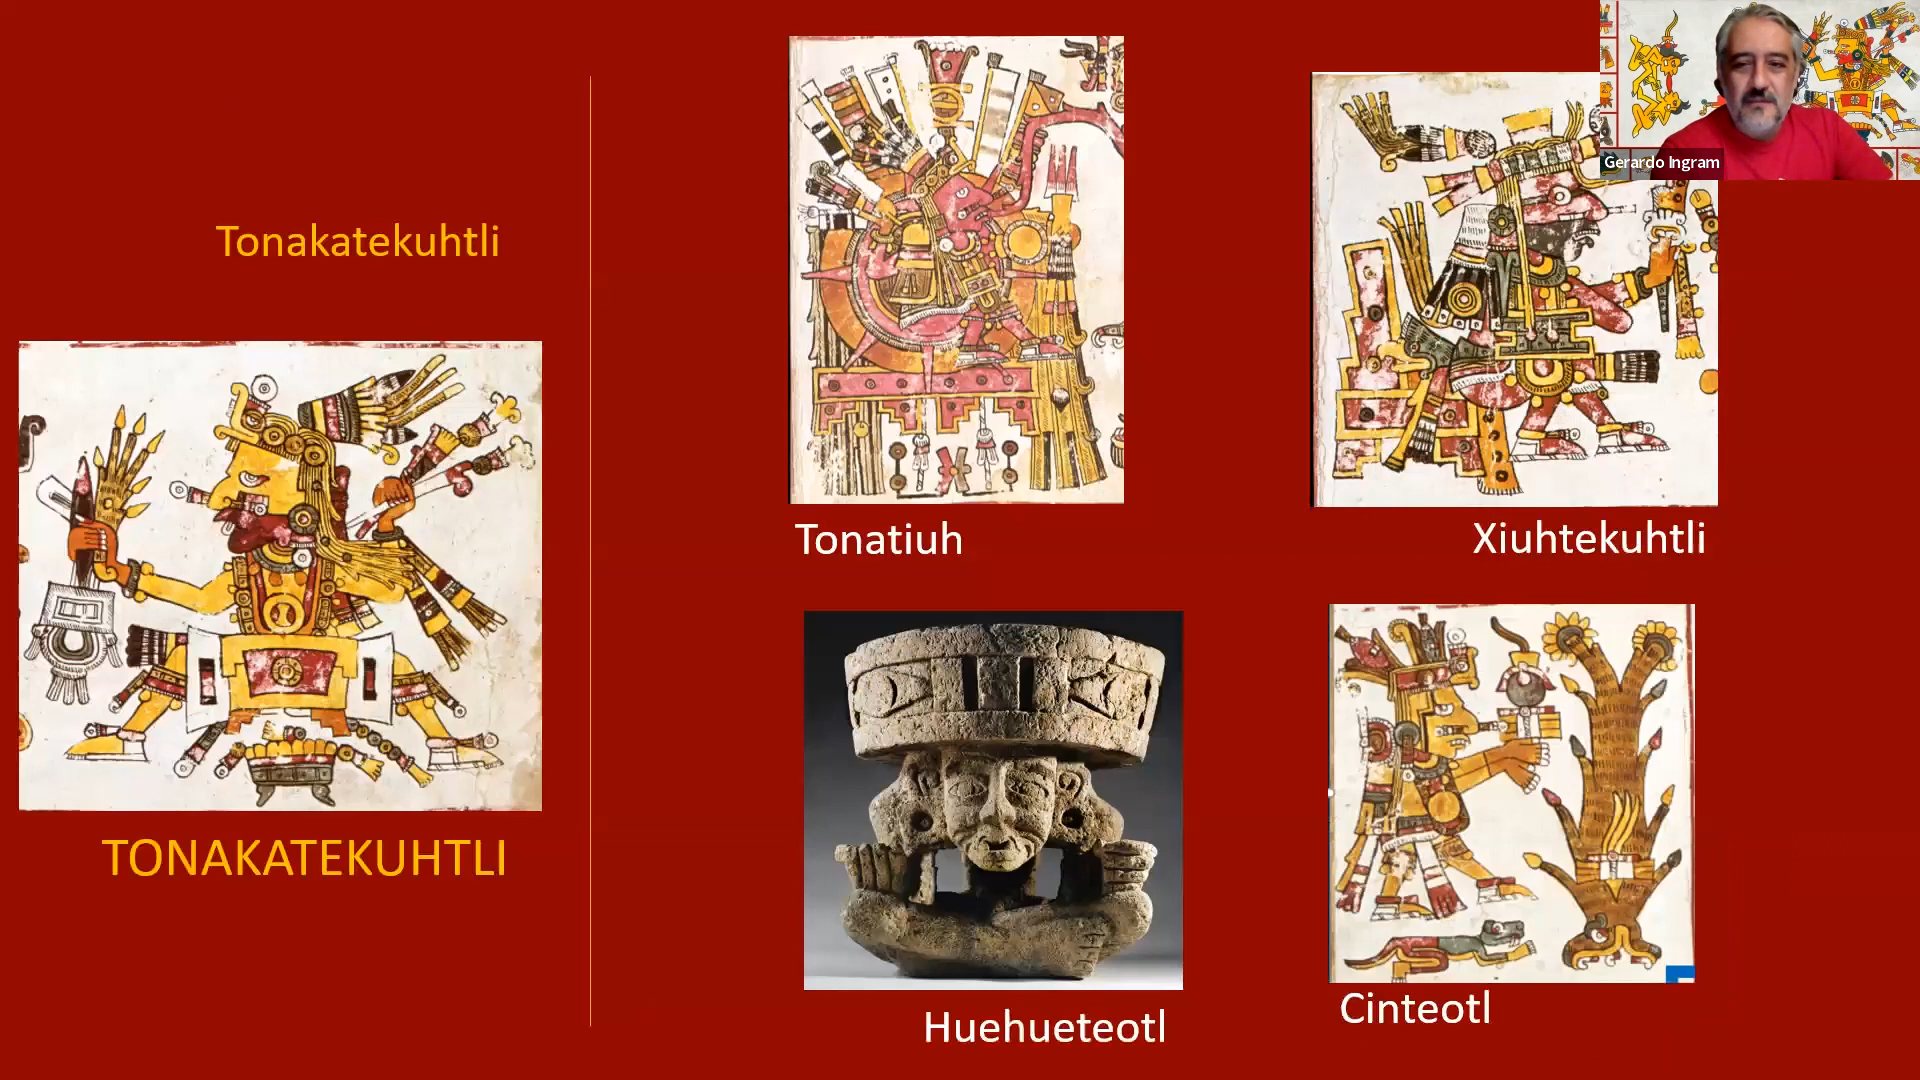 Gerardo Ingram
Tonakatekuhtli
TONAKATEKUHTLI
Tonatiuh
Xiuhtekuhtli
Huehueteotl
Cinteotl